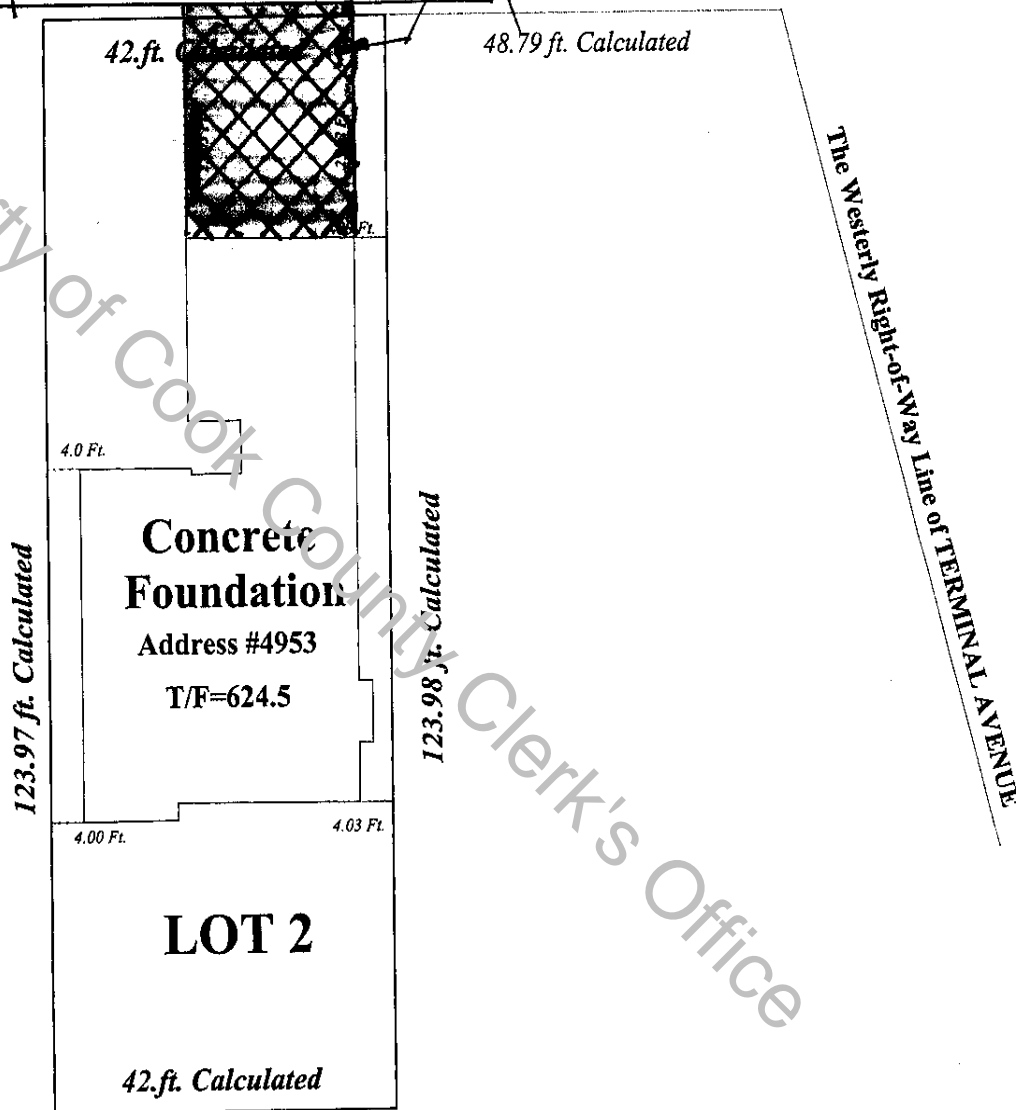 42.ft.
48.79 ft. Calculated
Ft.
The Westerly Right-of-Way Line of TERMINAL AVENUE
4.0 Ft.
Concrete
Foundation
Address #4953
T/F=624.5
123.97 ft. Calculated
123.98 ft. Calculated
4.00 Ft.
4.03 Ft.
LOT 2
42.ft. Calculated
of Cook County Clerk's Office